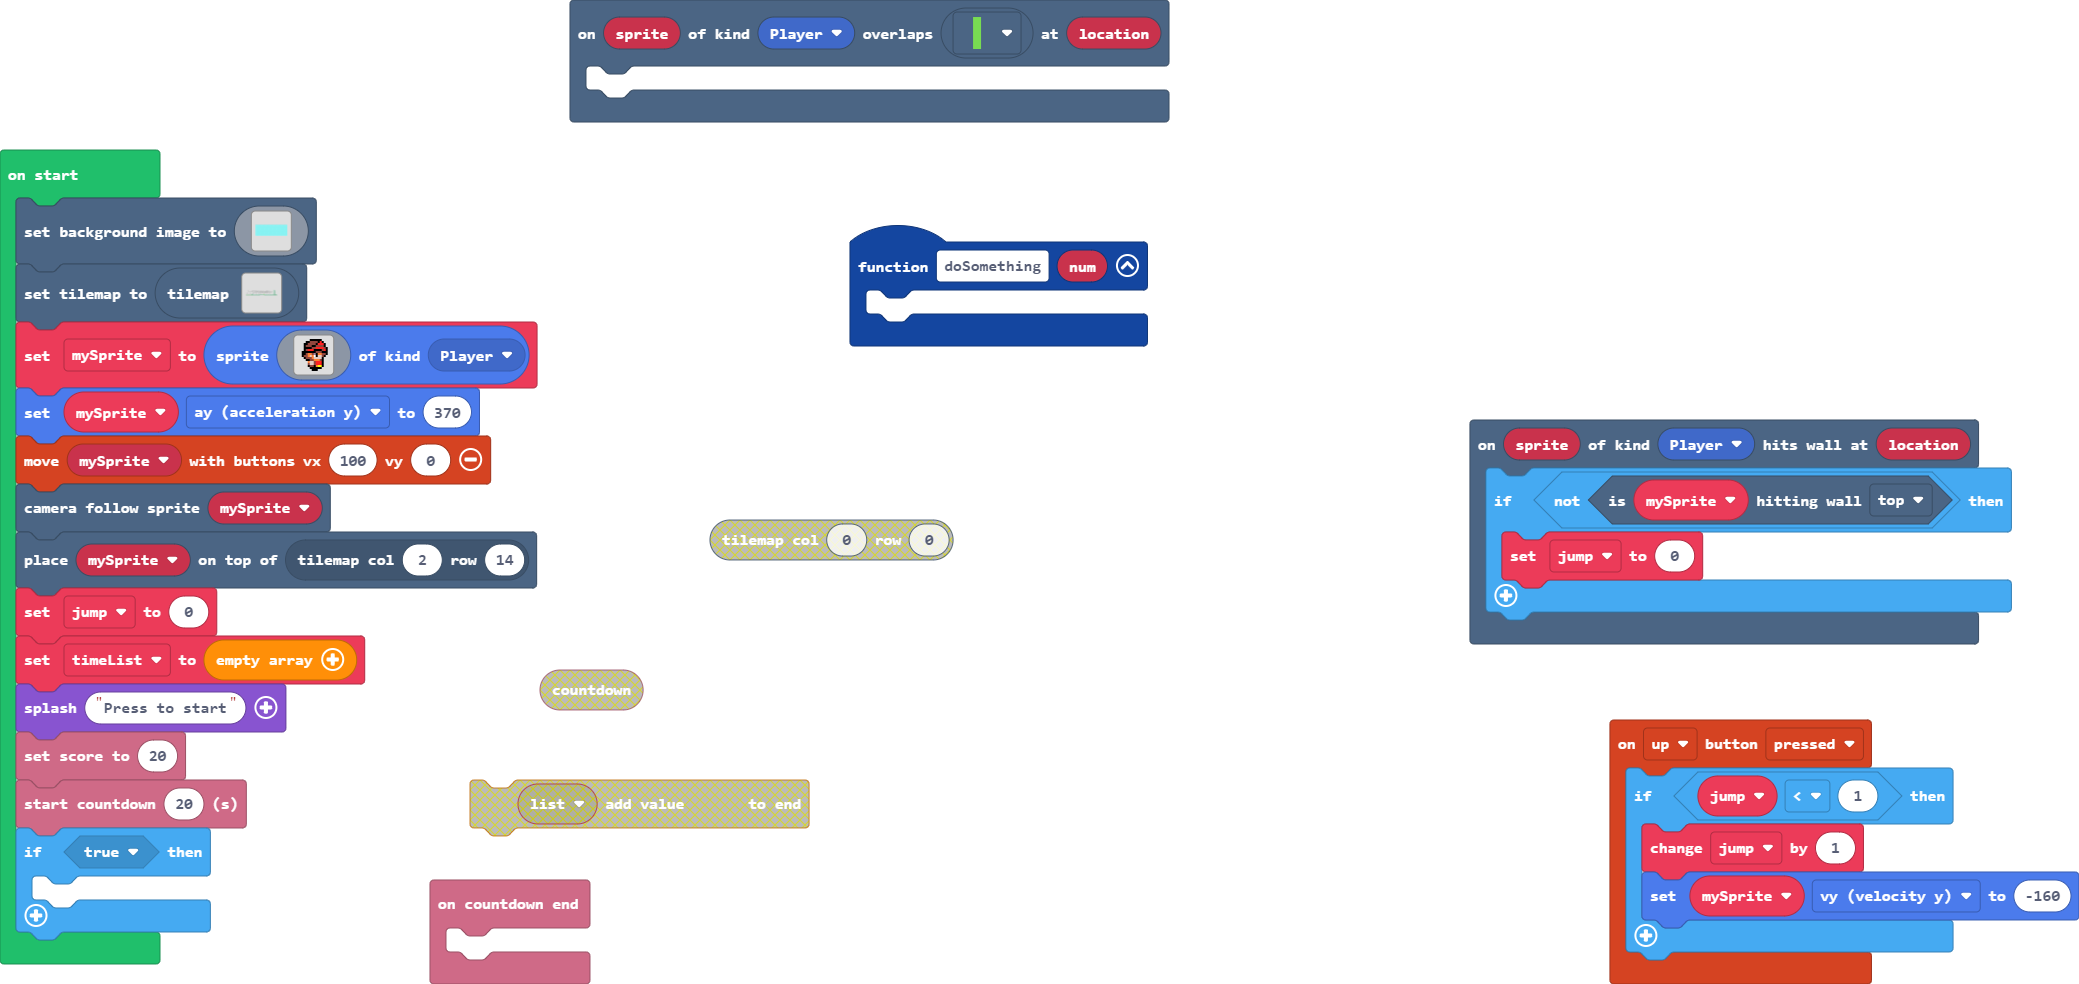 on sprite of kind Player overlaps at location
on start
set background image to
set tilemap to tilemap
set mySprite to sprite of kind Player
set mySprite ay (acceleration y) to 370
move mySprite with buttons vx 100 vy 0
camera follow sprite mySprite
place mySprite on top of tilemap col 2 row 14
set jump to 0
set timeList to empty array
splash "Press to start"
set score to 20
start countdown 20 (s)
if true then
function doSomething num
tilemap col 0 row 0
countdown
list add value to end
on countdown end
on sprite of kind Player hits wall at location
if not is mySprite hitting wall top then
set jump to 0
on up button pressed
if jump < 1 then
change jump by 1
set mySprite vy (velocity y) to -160